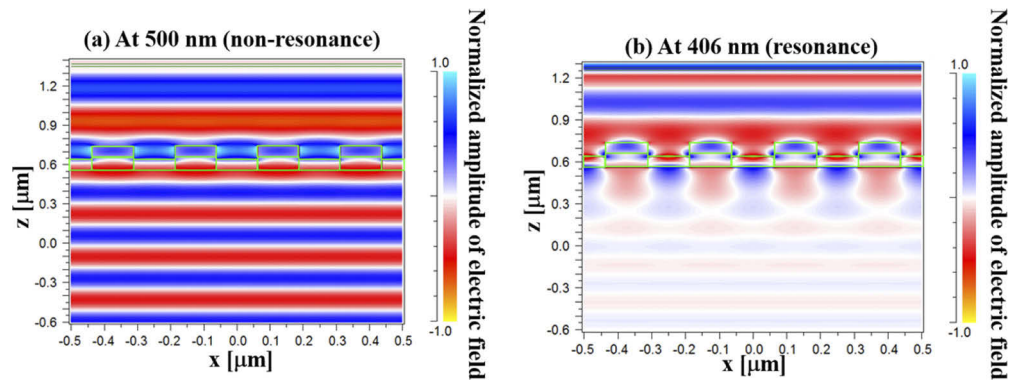 (a) At 500 nm (non-resonance)
1.0
1.2
0.9
0.6
0.3
0.0
-0.3
-0.6
z [μm]
-0.5 -0.4 -0.3 -0.2 -0.1 0.0 0.1 0.2 0.3 0.4 0.5
x [μm]
-1.0
Normalized amplitude of electric field
(b) At 406 nm (resonance)
1.0
1.2
0.9
0.6
0.3
0.0
-0.3
-0.6
z [μm]
-0.5 -0.4 -0.3 -0.2 -0.1 0.0 0.1 0.2 0.3 0.4 0.5
x [μm]
-1.0
Normalized amplitude of electric field